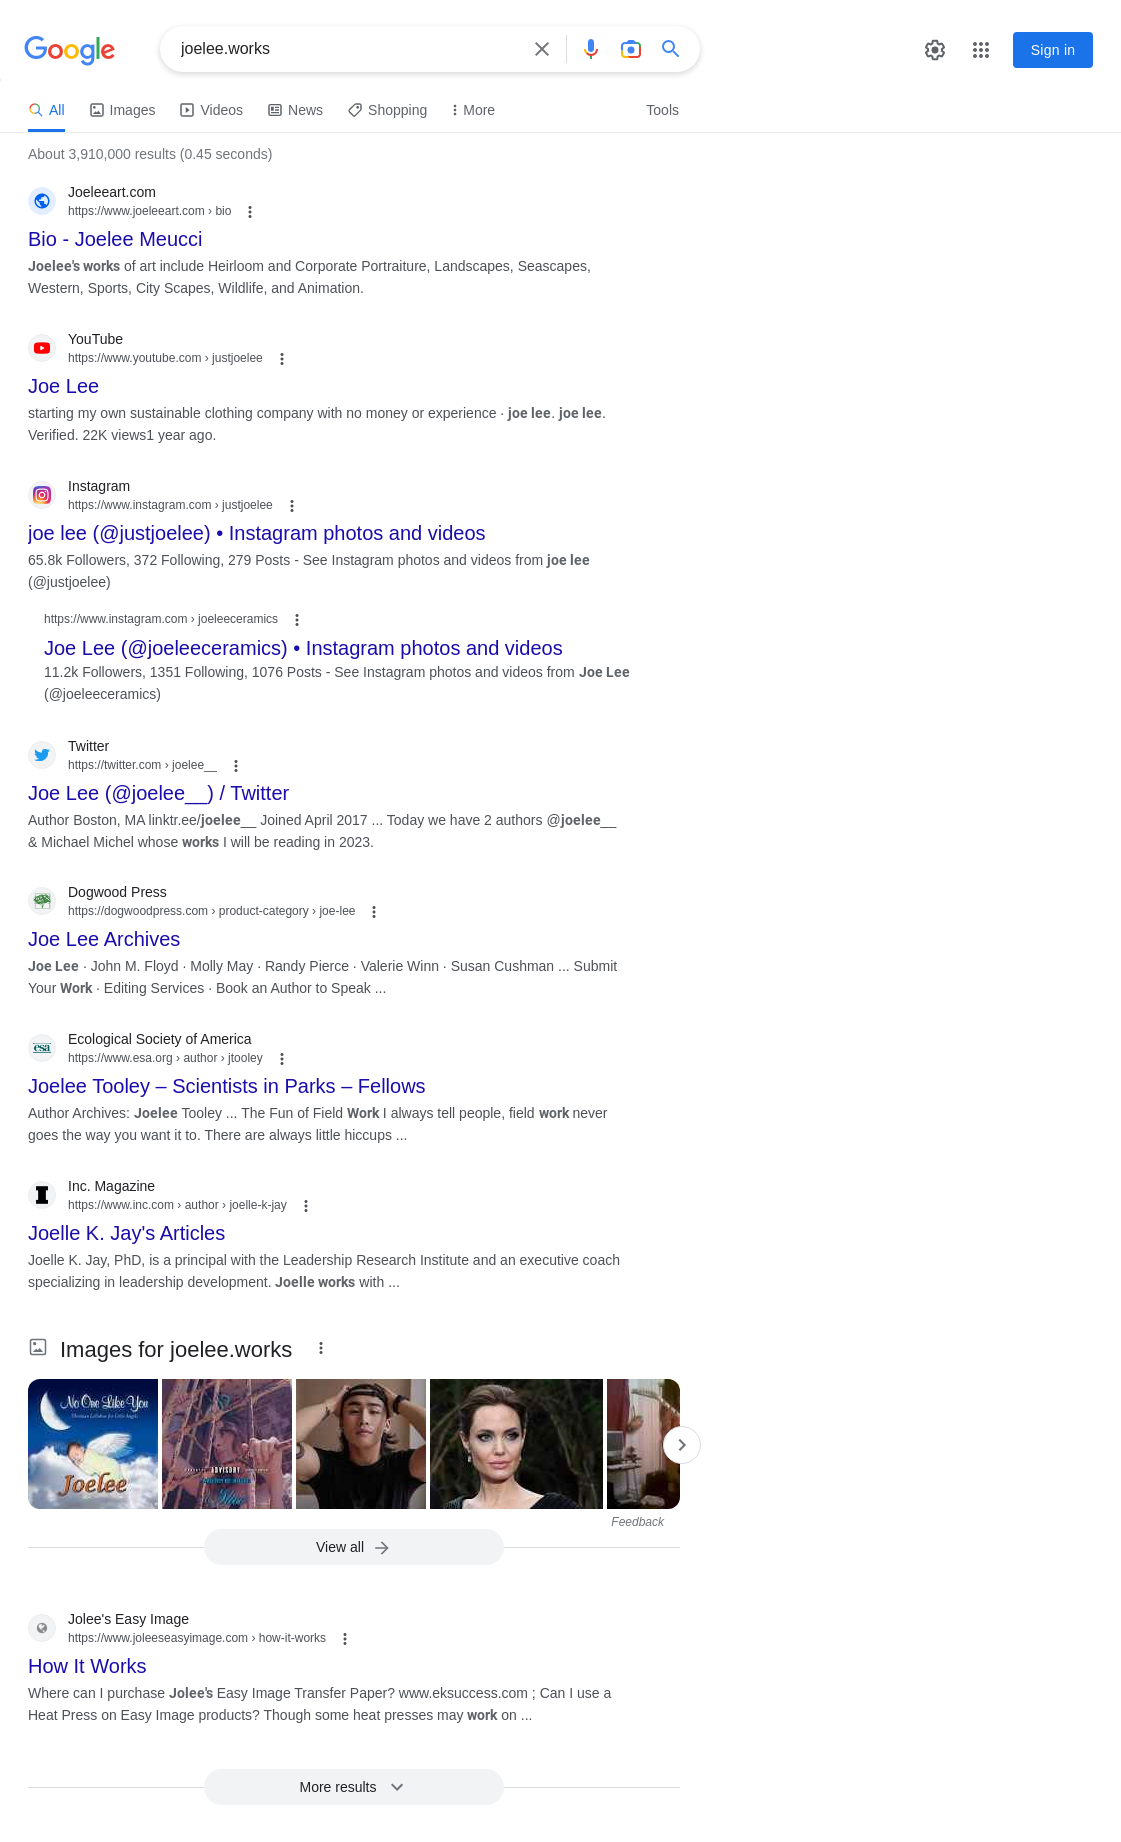 Google
joelee.works
Sign in
All
Images
Videos
News
Shopping
More
Tools
About 3,910,000 results (0.45 seconds)
Joeleeart.com
https://www.joeleeart.com › bio
Bio - Joelee Meucci
Joelee's works of art include Heirloom and Corporate Portraiture, Landscapes, Seascapes,
Western, Sports, City Scapes, Wildlife, and Animation.
YouTube
https://www.youtube.com › justjoelee
Joe Lee
starting my own sustainable clothing company with no money or experience · joe lee. joe lee.
Verified. 22K views1 year ago.
Instagram
https://www.instagram.com › justjoelee
joe lee (@justjoelee) • Instagram photos and videos
65.8k Followers, 372 Following, 279 Posts - See Instagram photos and videos from joe lee
(@justjoelee)
https://www.instagram.com › joeleeceramics
Joe Lee (@joeleeceramics) • Instagram photos and videos
11.2k Followers, 1351 Following, 1076 Posts - See Instagram photos and videos from Joe Lee
(@joeleeceramics)
Twitter
https://twitter.com › joelee__
Joe Lee (@joelee__) / Twitter
Author Boston, MA linktr.ee/joelee__ Joined April 2017 ... Today we have 2 authors @joelee__
& Michael Michel whose works I will be reading in 2023.
Dogwood Press
https://dogwoodpress.com › product-category › joe-lee
Joe Lee Archives
Joe Lee · John M. Floyd · Molly May · Randy Pierce · Valerie Winn · Susan Cushman ... Submit
Your Work · Editing Services · Book an Author to Speak ...
esa
Ecological Society of America
https://www.esa.org › author › jtooley
Joelee Tooley – Scientists in Parks – Fellows
Author Archives: Joelee Tooley ... The Fun of Field Work I always tell people, field work never
goes the way you want it to. There are always little hiccups ...
Inc. Magazine
https://www.inc.com › author › joelle-k-jay
Joelle K. Jay's Articles
Joelle K. Jay, PhD, is a principal with the Leadership Research Institute and an executive coach
specializing in leadership development. Joelle works with ...
Images for joelee.works
No One Like You
Joelee
ADVISORY
Feedback
View all
Jolee's Easy Image
https://www.joleeseasyimage.com › how-it-works
How It Works
Where can I purchase Jolee's Easy Image Transfer Paper? www.eksuccess.com ; Can I use a
Heat Press on Easy Image products? Though some heat presses may work on ...
More results